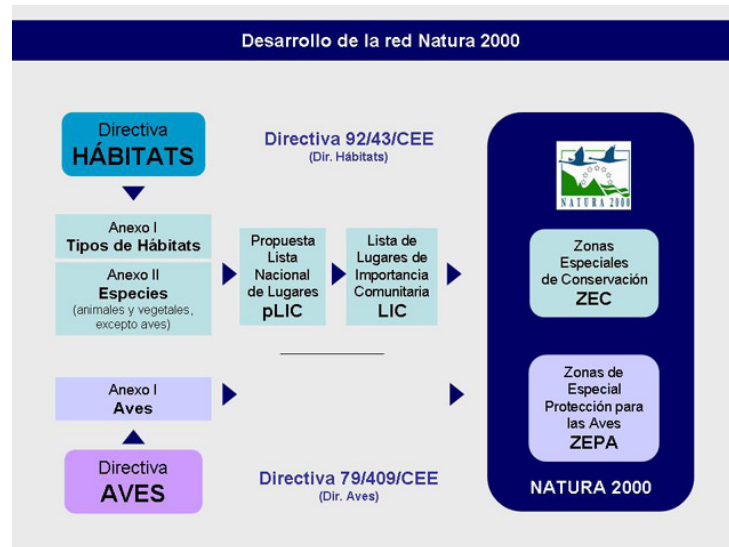 Desarrollo de la red Natura 2000
Directiva
HÁBITATS
Directiva 92/43/CEE
(Dir. Hábitats)
Anexo I
Tipos de Hábitats
Anexo II
Especies
(animales y vegetales,
excepto aves)
Propuesta
Lista
Nacional
de Lugares
pLIC
Lista de
Lugares de
Importancia
Comunitaria
LIC
NATURA 2000
Zonas
Especiales
de Conservación
ZEC
Anexo I
Aves
Directiva
AVES
Directiva 79/409/CEE
(Dir. Aves)
Zonas de
Especial
Protección para
las Aves
ZEPA
NATURA 2000